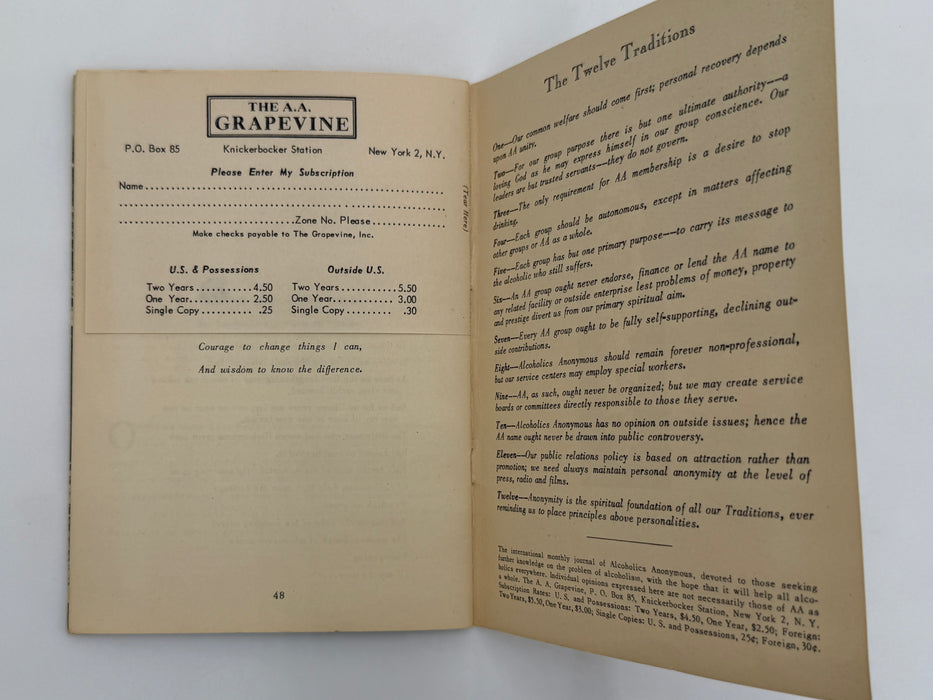 THE A.A.
GRAPEVINE
P.O. Box 85 Knickerbocker Station New York 2, N.Y.
Please Enter My Subscription
Name
Zone No. Please
Make checks payable to The Grapevine, Inc.
(Tear Here)
U.S. & Possessions Outside U.S.
Two Years...........4.50 Two Years...........5.50
One Year............2.50 One Year............3.00
Single Copy.......... .25 Single Copy......... .30
Courage to change things I can,
And wisdom to know the difference.
48
The Twelve Traditions
One—Our common welfare should come first; personal recovery depends
upon AA unity.
Two—For our group purpose there is but one ultimate authority—a
loving God as he may express himself in our group conscience. Our
leaders are but trusted servants—they do not govern.
Three—The only requirement for AA membership is a desire to stop
drinking.
Four—Each group should be autonomous, except in matters affecting
other groups or AA as a whole.
Five—Each group has but one primary purpose—to carry its message to
the alcoholic who still suffers.
Six—An AA group ought never endorse, finance or lend the AA name to
any related facility or outside enterprise lest problems of money, property
and prestige divert us from our primary spiritual aim.
Seven—Every AA group ought to be fully self-supporting, declining out-
side contributions.
Eight—Alcoholics Anonymous should remain forever non-professional,
but our service centers may employ special workers.
Nine—AA, as such, ought never be organized; but we may create service
boards or committees directly responsible to those they serve.
Ten—Alcoholics Anonymous has no opinion on outside issues; hence the
AA name ought never be drawn into public controversy.
Eleven—Our public relations policy is based on attraction rather than
promotion; we need always maintain personal anonymity at the level of
press, radio and films.
Twelve—Anonymity is the spiritual foundation of all our Traditions, ever
reminding us to place principles above personalities.
The international monthly journal of Alcoholics Anonymous, devoted to those seeking
further knowledge on the problem of alcoholism, with the hope that it will help all alco-
holics everywhere. Individual opinions expressed here are not necessarily those of AA as
a whole. The A. A. Grapevine, P. O. Box 85, Knickerbocker Station, New York 2, N. Y.
Subscription Rates: U.S. and Possessions: Two Years, $4.50, One Year, $2.50; Foreign:
Two Years, $5.50, One Year, $3.00; Single Copies: U. S. and Possessions, 25¢; Foreign, 30¢.